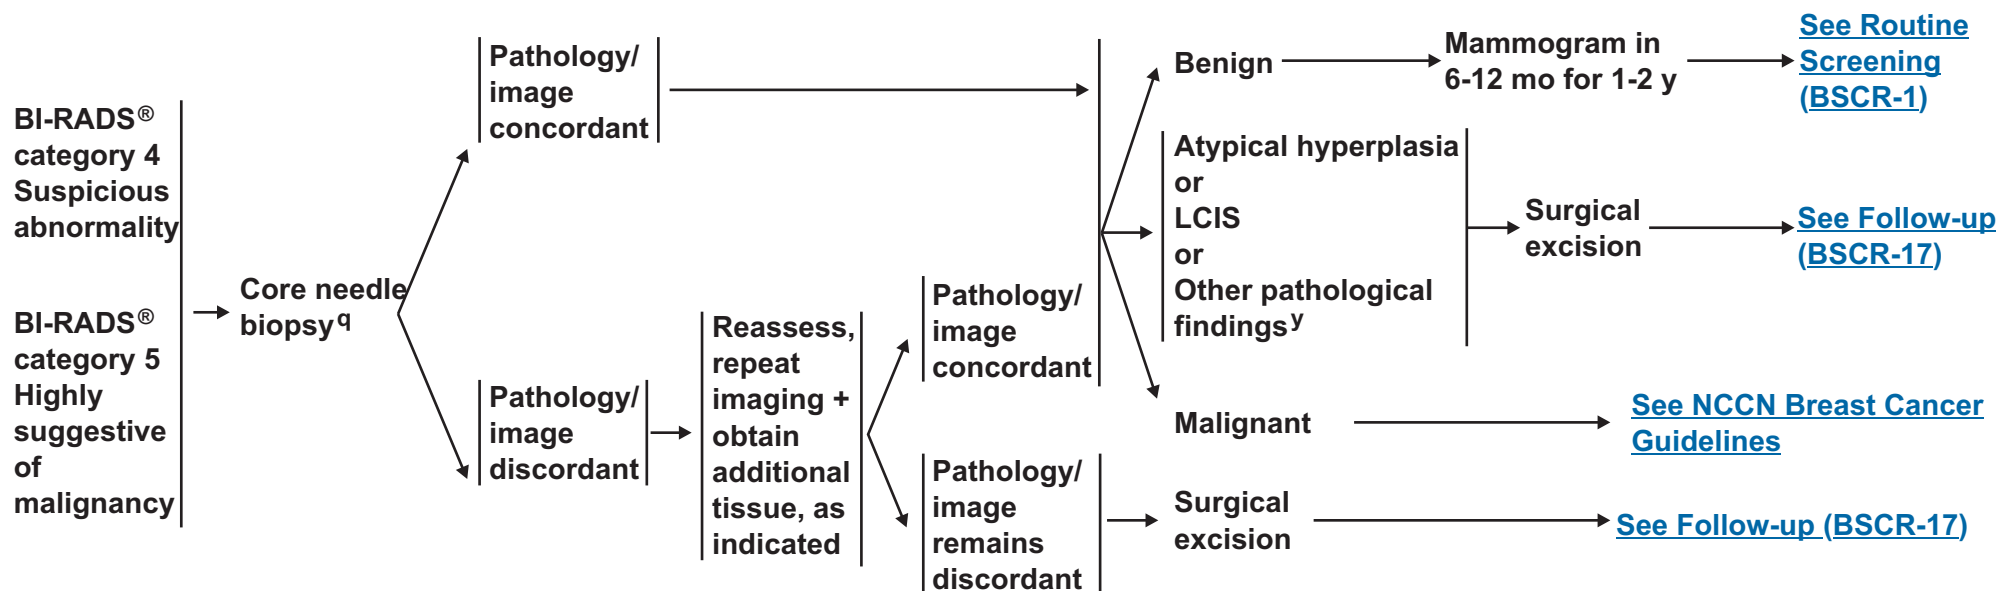 BI-RADS®
category 4
Suspicious
abnormality
BI-RADS®
category 5
Highly
suggestive
of
malignancy
Core needle
biopsy q
Pathology/
image
concordant
Pathology/
image
discordant
Reassess,
repeat
imaging +
obtain
additional
tissue, as
indicated
Pathology/
image
concordant
Pathology/
image
remains
discordant
Benign
Mammogram in
6-12 mo for 1-2 y
See Routine
Screening
(BSCR-1)
Atypical hyperplasia
or
LCIS
or
Other pathological
findings y
Surgical
excision
See Follow-up
(BSCR-17)
Malignant
See NCCN Breast Cancer
Guidelines
Surgical
excision
See Follow-up (BSCR-17)